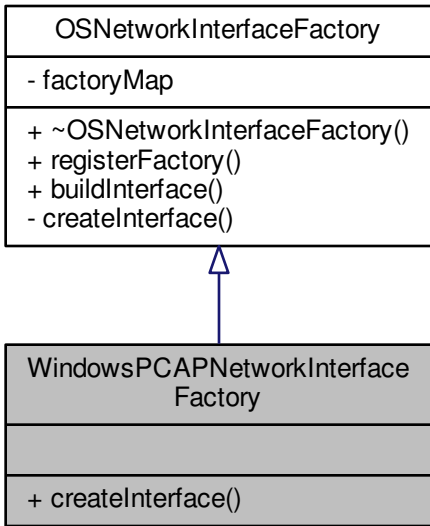 OSNetworkInterfaceFactory
- factoryMap
+ ~OSNetworkInterfaceFactory()
+ registerFactory()
+ buildInterface()
- createInterface()
WindowsPCAPNetworkInterface
Factory
+ createInterface()